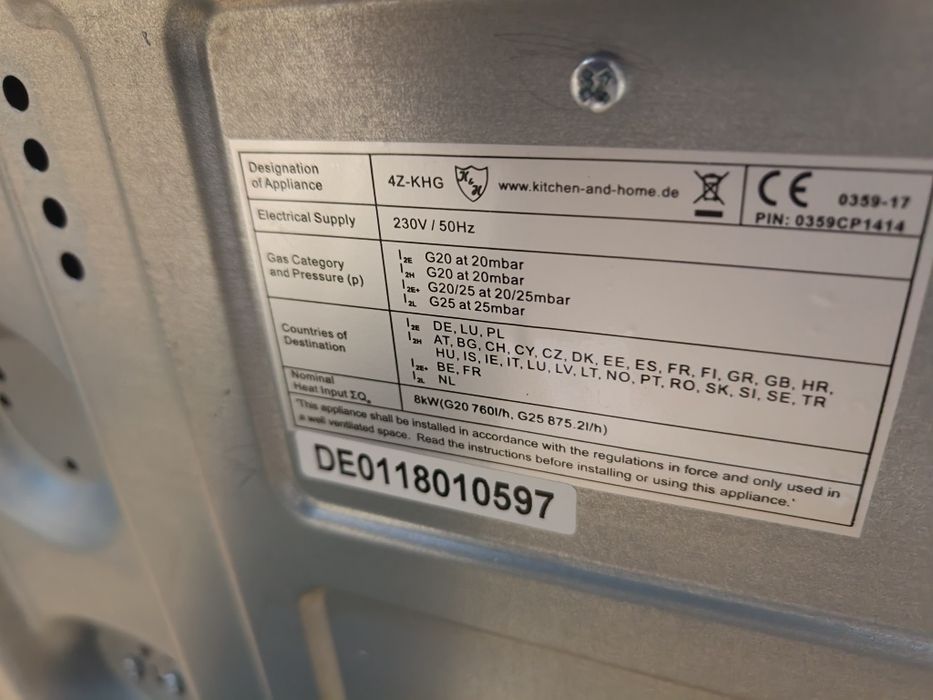 Designation
of Appliance
4Z-KHG
K&H
www.kitchen-and-home.de
CE
0359-17
PIN: 0359CP1414
Electrical Supply
230V / 50Hz
Gas Category
and Pressure (p)
I2E G20 at 20mbar
I2H G20 at 20mbar
I2E+ G20/25 at 20/25mbar
I2L G25 at 25mbar
Countries of
Destination
I2E DE, LU, PL
I2H AT, BG, CH, CY, CZ, DK, EE, ES, FR, FI, GR, GB, HR,
HU, IS, IE, IT, LU, LV, LT, NO, PT, RO, SK, SI, SE, TR
I2E+ BE, FR
I2L NL
Nominal
Heat Input ΣQn
8kW(G20 760l/h, G25 875.2l/h)
'This appliance shall be installed in accordance with the regulations in force and only used in
a well ventilated space. Read the instructions before installing or using this appliance.'
DE0118010597